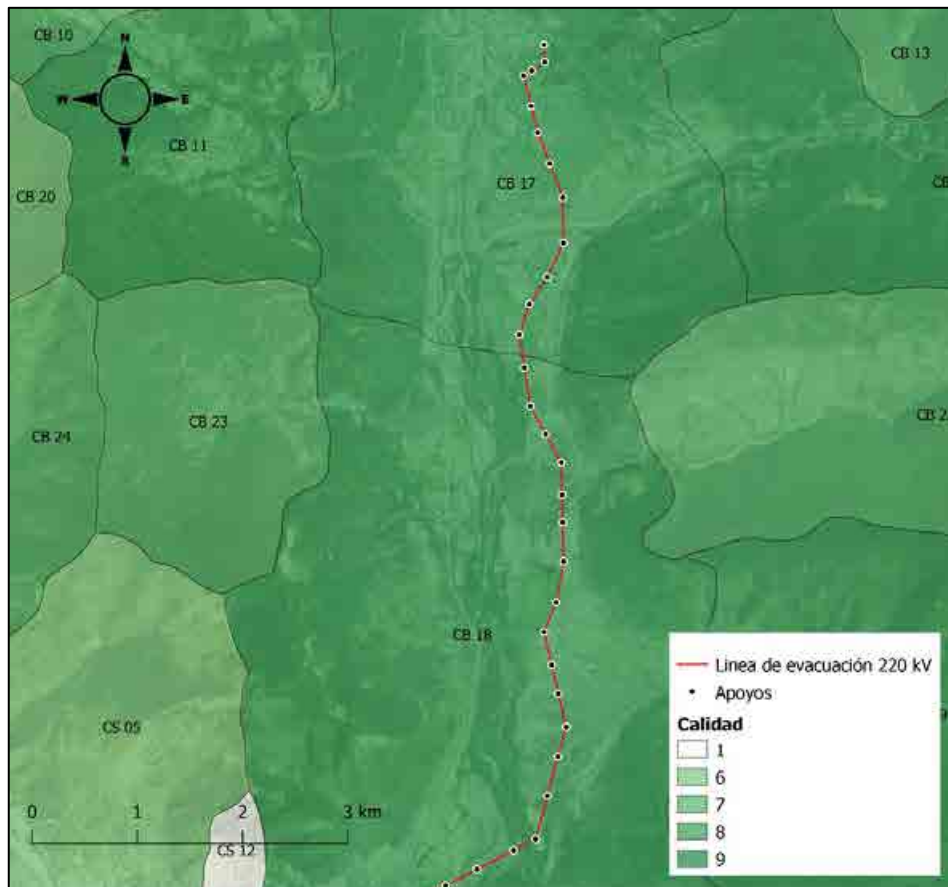 CB 10
N
CB 13
W
E
S
CB 11
CB 17
CB 20
CB 23
CB 24
CB 18
CS 05
CS 12
0 1 2 3 km
Linea de evacuación 220 kV
Apoyos
Calidad
1
6
7
8
9